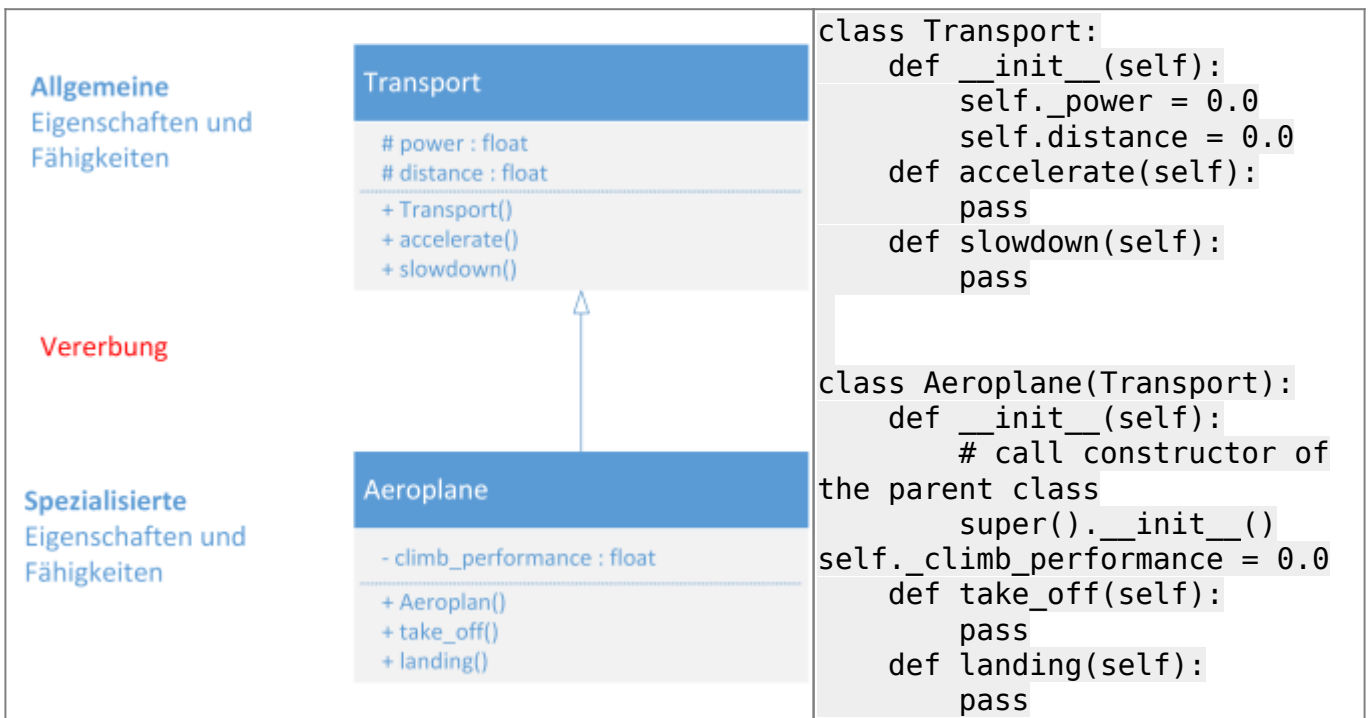 Allgemeine
Eigenschaften und
Fähigkeiten
Transport
# power : float
# distance : float
+ Transport()
+ accelerate()
+ slowdown()
Vererbung
Spezialisierte
Eigenschaften und
Fähigkeiten
Aeroplane
- climb_performance : float
+ Aeroplan()
+ take_off()
+ landing()
class Transport:
    def __init__(self):
        self._power = 0.0
        self.distance = 0.0
    def accelerate(self):
        pass
    def slowdown(self):
        pass
class Aeroplane(Transport):
    def __init__(self):
        # call constructor of
the parent class
        super().__init__()
self._climb_performance = 0.0
    def take_off(self):
        pass
    def landing(self):
        pass